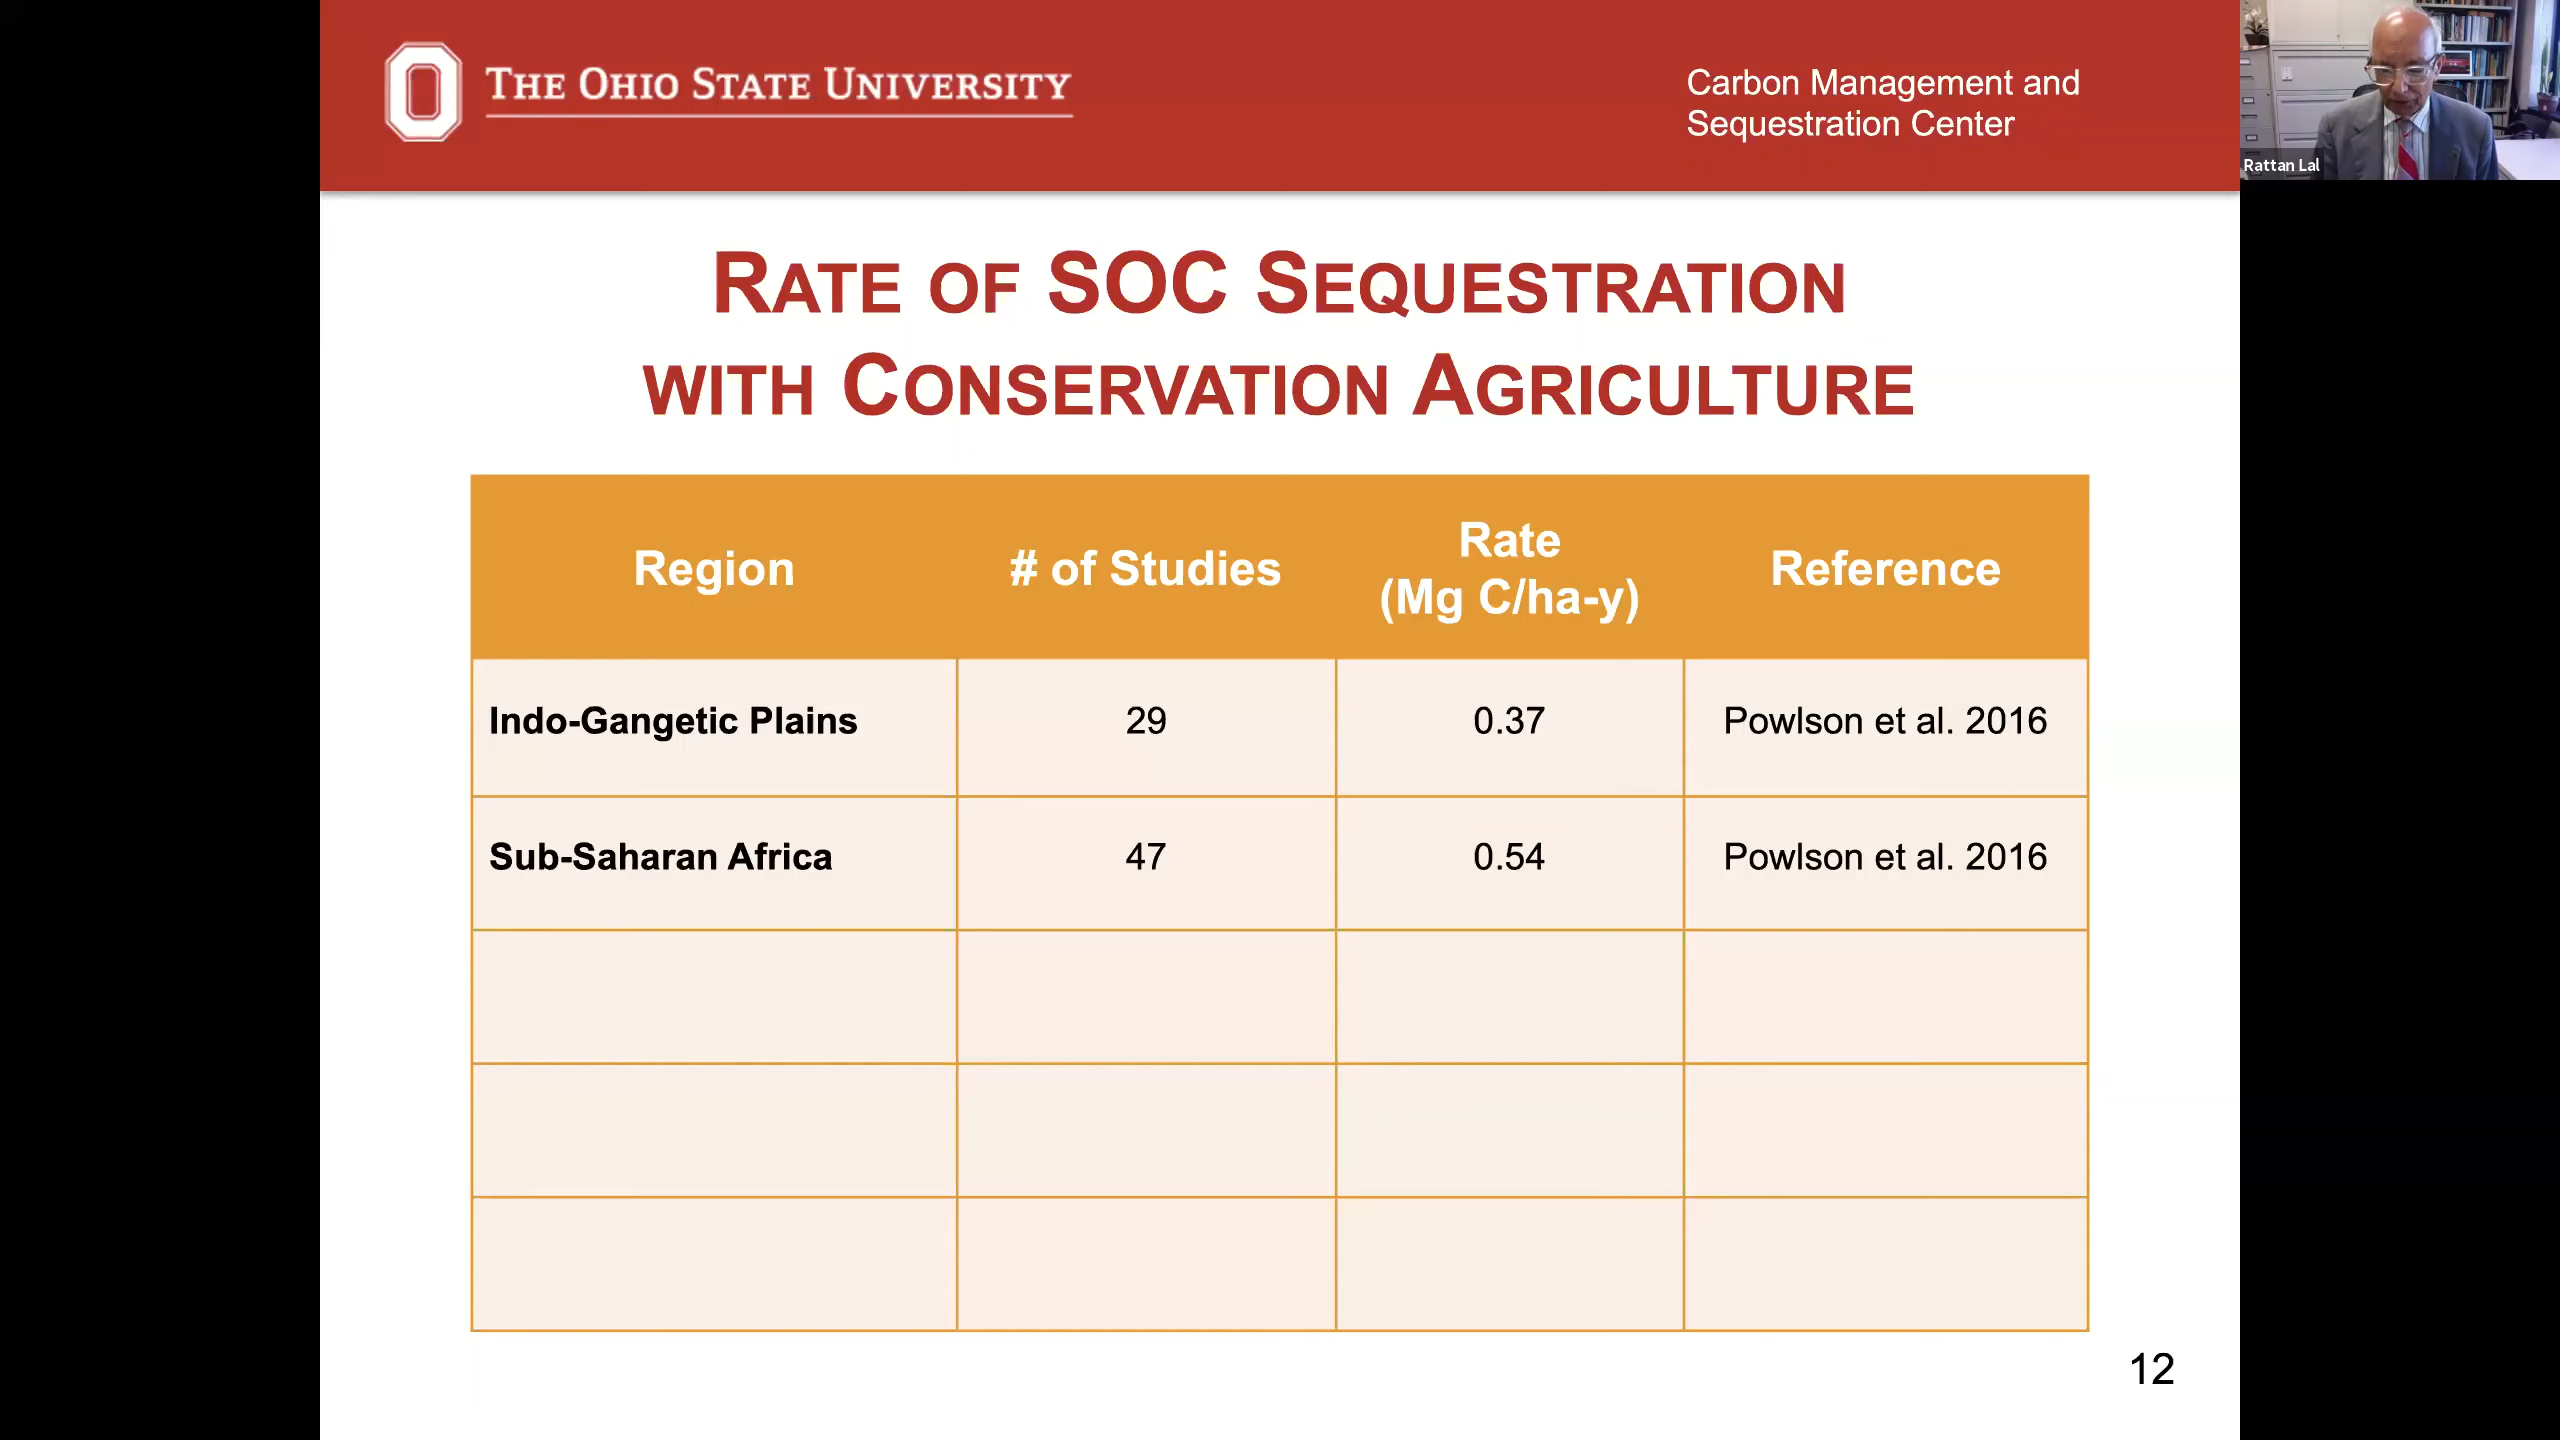 THE OHIO STATE UNIVERSITY
Carbon Management and
Sequestration Center
Rattan Lal
RATE OF SOC SEQUESTRATION
WITH CONSERVATION AGRICULTURE
Region # of Studies Rate (Mg C/ha-y) Reference
Indo-Gangetic Plains 29 0.37 Powlson et al. 2016
Sub-Saharan Africa 47 0.54 Powlson et al. 2016
12